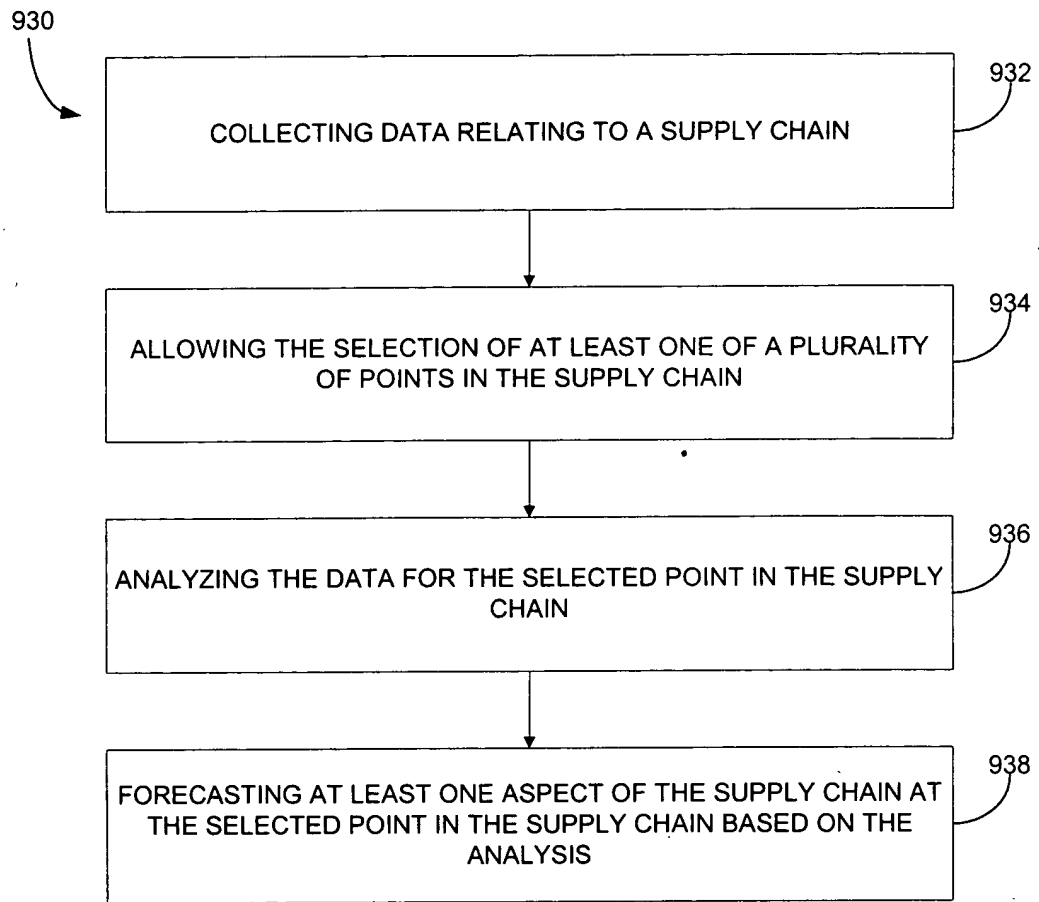 930
932
COLLECTING DATA RELATING TO A SUPPLY CHAIN
934
ALLOWING THE SELECTION OF AT LEAST ONE OF A PLURALITY
OF POINTS IN THE SUPPLY CHAIN
936
ANALYZING THE DATA FOR THE SELECTED POINT IN THE SUPPLY
CHAIN
938
FORECASTING AT LEAST ONE ASPECT OF THE SUPPLY CHAIN AT
THE SELECTED POINT IN THE SUPPLY CHAIN BASED ON THE
ANALYSIS